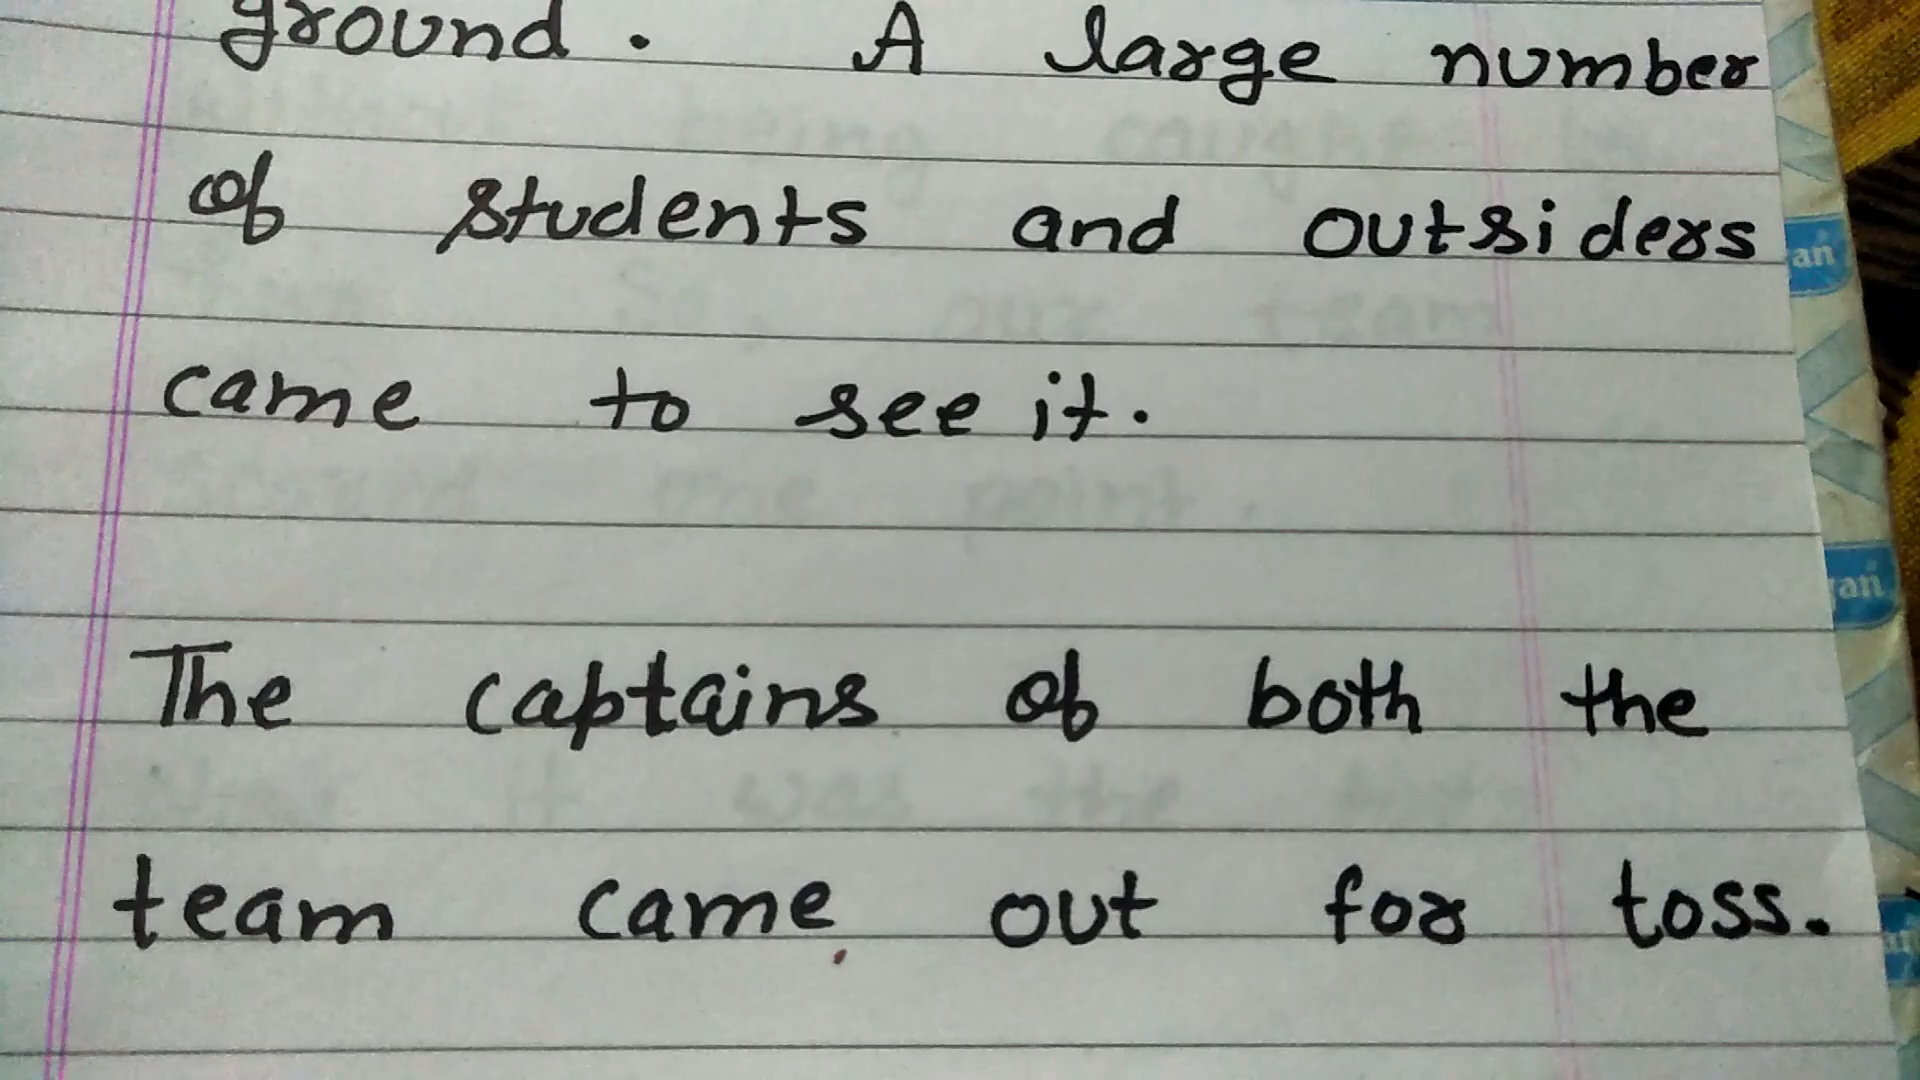 ground. A large number
of students and outsiders
came to see it.
The captains of both the
team came out for toss.